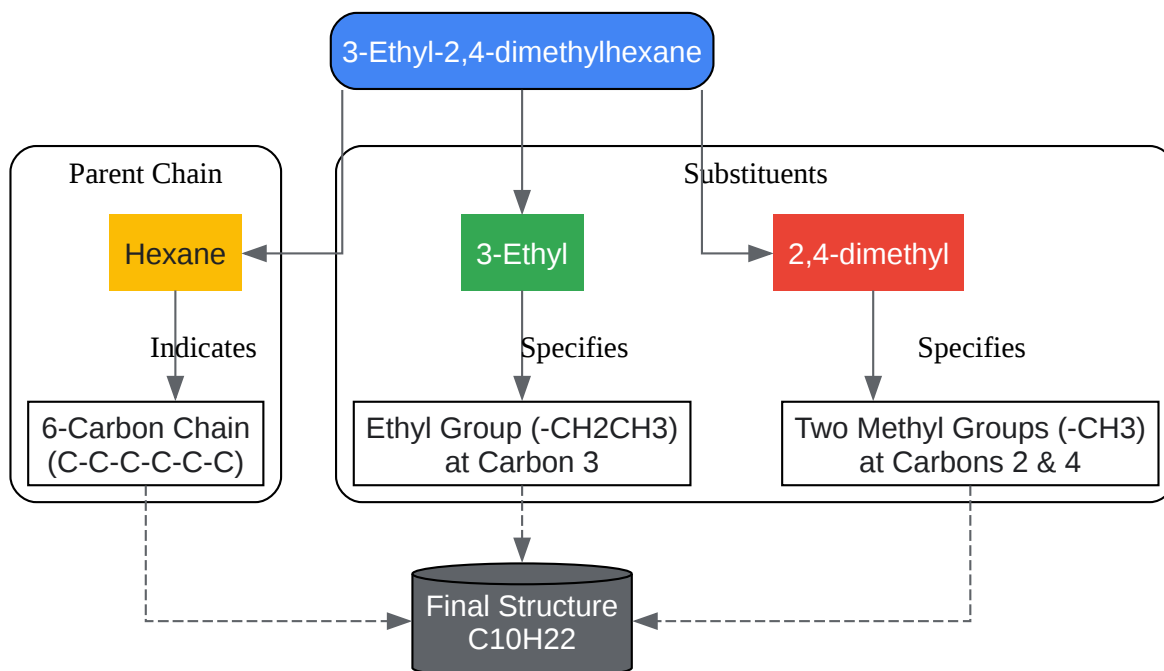 3-Ethyl-2,4-dimethylhexane
Parent Chain
Substituents
Hexane
3-Ethyl
2,4-dimethyl
Indicates
Specifies
Specifies
6-Carbon Chain
(C-C-C-C-C-C)
Ethyl Group (-CH2CH3)
at Carbon 3
Two Methyl Groups (-CH3)
at Carbons 2 & 4
Final Structure
C10H22